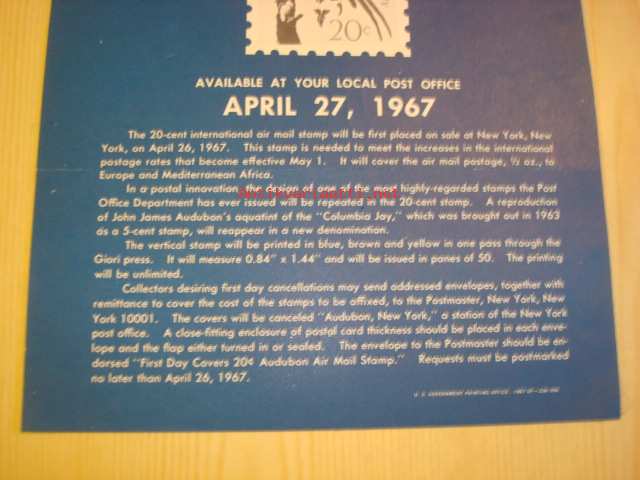 20c
AVAILABLE AT YOUR LOCAL POST OFFICE
APRIL 27, 1967
The 20-cent international air mail stamp will be first placed on sale at New York, New
York, on April 26, 1967. This stamp is needed to meet the increases in the international
postage rates that become effective May 1. It will cover the air mail postage, ½ oz., to
Europe and Mediterranean Africa.
In a postal innovation, the design of one of the most highly-regarded stamps the Post
Office Department has ever issued will be repeated in the 20-cent stamp. A reproduction
of John James Audubon's aquatint of the "Columbia Jay," which was brought out in 1963
as a 5-cent stamp, will reappear in a new denomination.
The vertical stamp will be printed in blue, brown and yellow in one pass through the
Giori press. It will measure 0.84" x 1.44" and will be issued in panes of 50. The printing
will be unlimited.
Collectors desiring first day cancellations may send addressed envelopes, together with
remittance to cover the cost of the stamps to be affixed, to the Postmaster, New York, New
York 10001. The covers will be canceled "Audubon, New York," a station of the New York
post office. A close-fitting enclosure of postal card thickness should be placed in each enve-
lope and the flap either turned in or sealed. The envelope to the Postmaster should be en-
dorsed "First Day Covers 20¢ Audubon Air Mail Stamp." Requests must be postmarked
no later than April 26, 1967.
U. S. GOVERNMENT PRINTING OFFICE: 1967